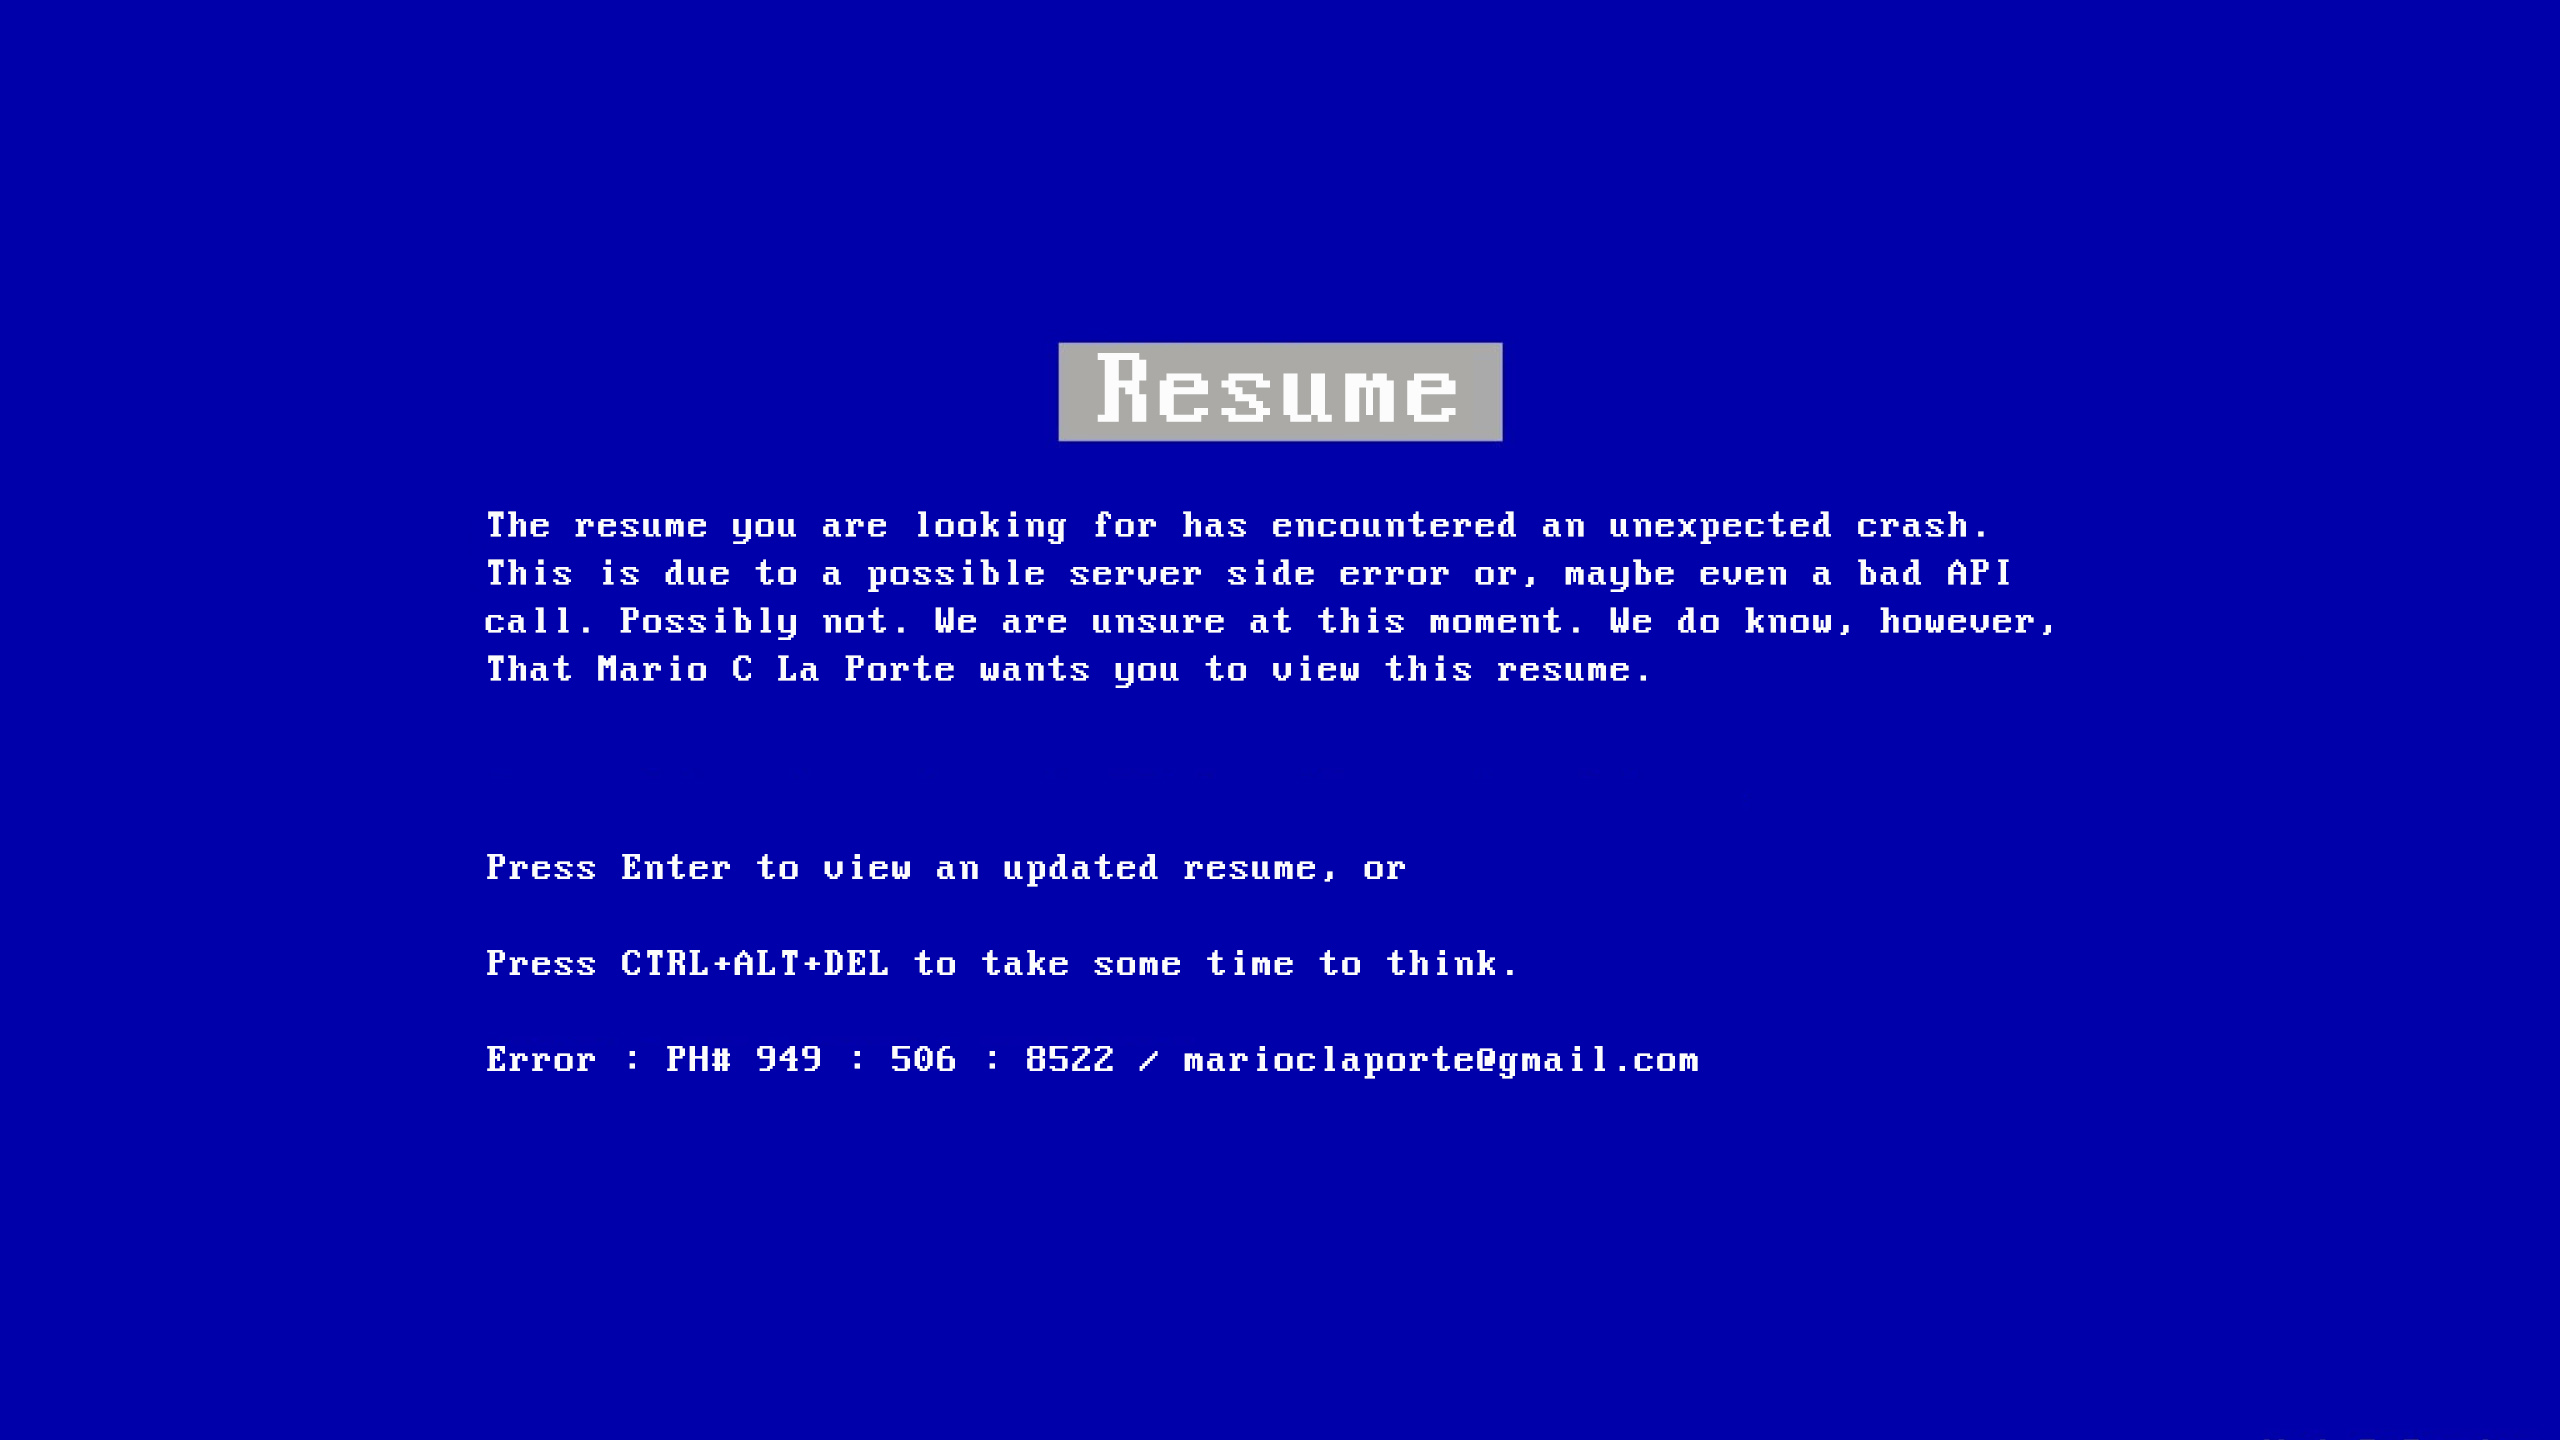 Resume
The resume you are looking for has encountered an unexpected crash.
This is due to a possible server side error or, maybe even a bad API
call. Possibly not. We are unsure at this moment. We do know, however,
That Mario C La Porte wants you to view this resume.
Press Enter to view an updated resume, or
Press CTRL+ALT+DEL to take some time to think.
Error : PH# 949 : 506 : 8522 / marioclaporte@gmail.com